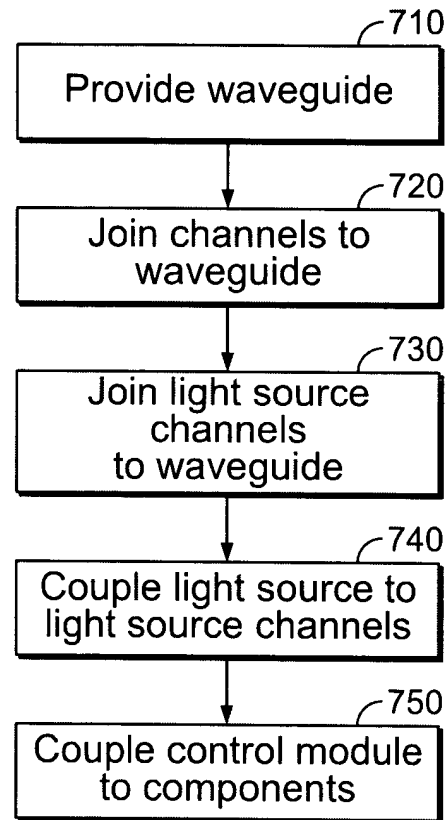 710
Provide waveguide
720
Join channels to
waveguide
730
Join light source
channels
to waveguide
740
Couple light source to
light source channels
750
Couple control module
to components